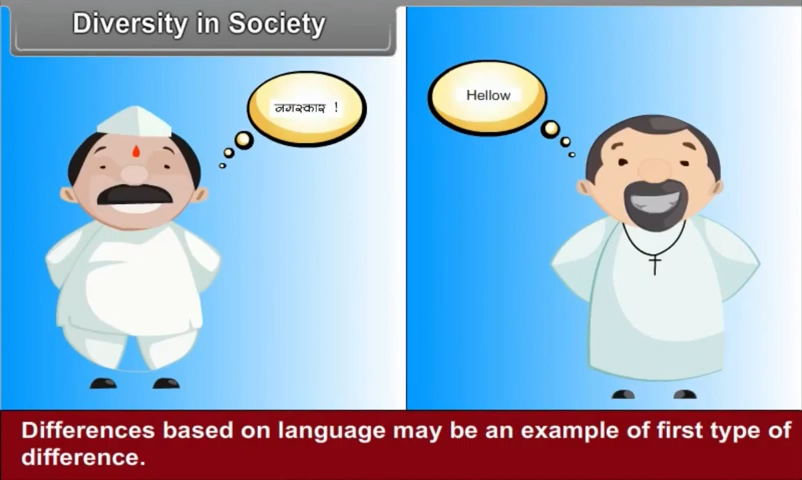 Diversity in Society
नमस्कार !
Hellow
Differences based on language may be an example of first type of
difference.